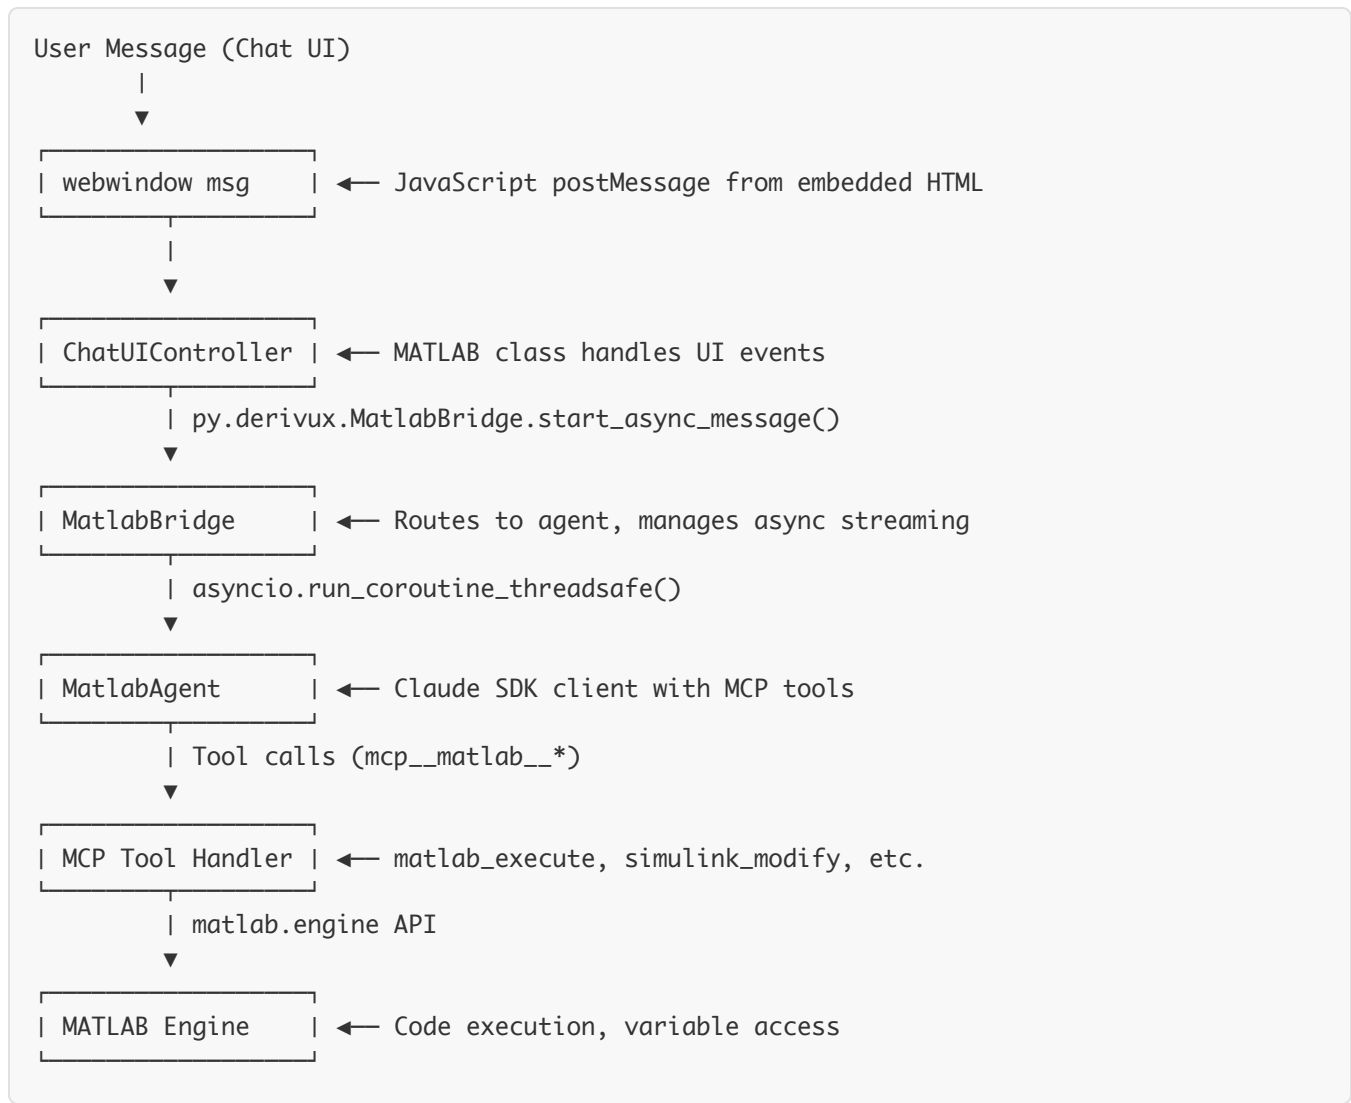 User Message (Chat UI)
|
▼
┌──────────────────┐
| webwindow msg    | ◄── JavaScript postMessage from embedded HTML
└────────┬─────────┘
|
▼
┌──────────────────┐
| ChatUIController | ◄── MATLAB class handles UI events
└────────┬─────────┘
| py.derivux.MatlabBridge.start_async_message()
▼
┌──────────────────┐
| MatlabBridge     | ◄── Routes to agent, manages async streaming
└────────┬─────────┘
| asyncio.run_coroutine_threadsafe()
▼
┌──────────────────┐
| MatlabAgent      | ◄── Claude SDK client with MCP tools
└────────┬─────────┘
| Tool calls (mcp__matlab__*)
▼
┌──────────────────┐
| MCP Tool Handler | ◄── matlab_execute, simulink_modify, etc.
└────────┬─────────┘
| matlab.engine API
▼
┌──────────────────┐
| MATLAB Engine    | ◄── Code execution, variable access
└──────────────────┘